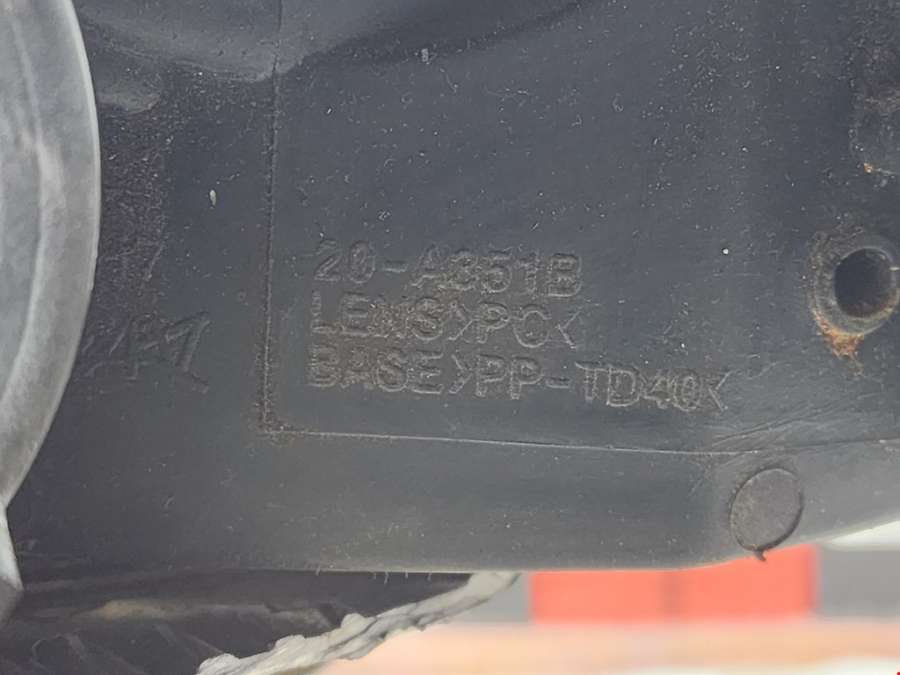 20-A351B
LENS>PC<
BASE>PP-TD40<